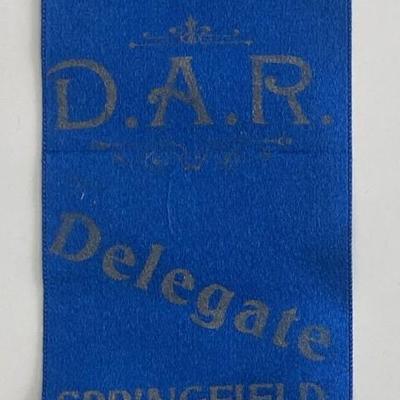 D.A.R.
Delegate
SPRINGFIELD